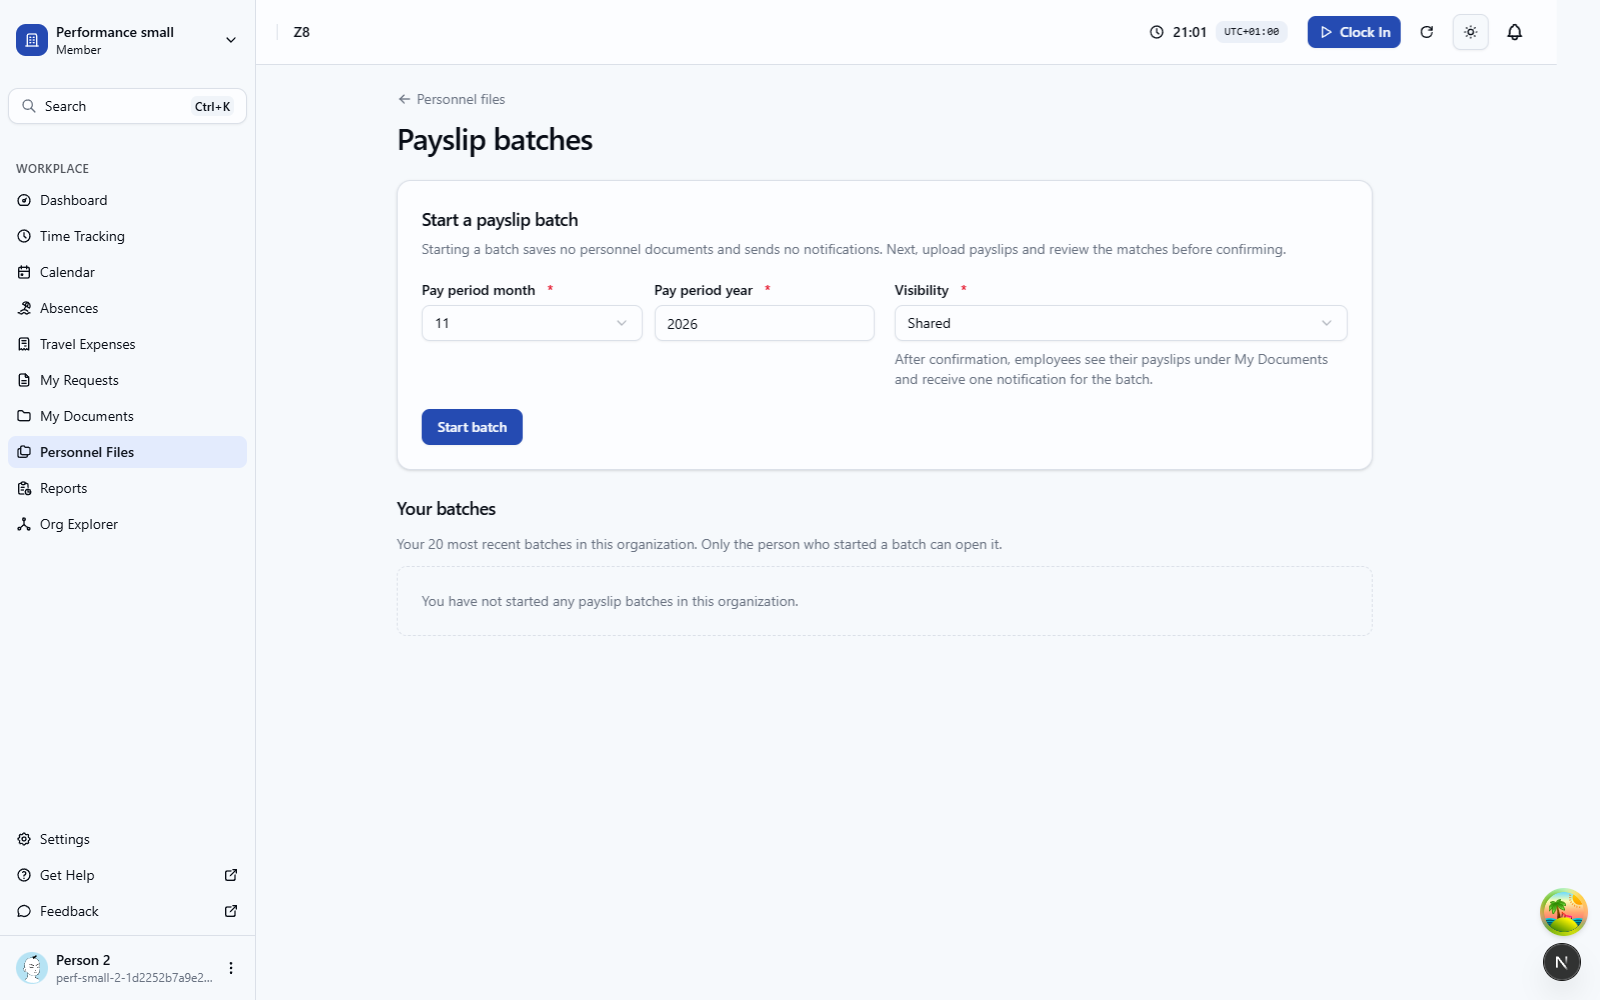 Performance small
Member
Search
Ctrl+K
WORKPLACE
Dashboard
Time Tracking
Calendar
Absences
Travel Expenses
My Requests
My Documents
Personnel Files
Reports
Org Explorer
Settings
Get Help
Feedback
Person 2
perf-small-2-1d2252b7a9e2...
Z8
21:01
UTC+01:00
Clock In
Personnel files
Payslip batches
Start a payslip batch
Starting a batch saves no personnel documents and sends no notifications. Next, upload payslips and review the matches before confirming.
Pay period month *
Pay period year *
Visibility *
11
2026
Shared
After confirmation, employees see their payslips under My Documents
and receive one notification for the batch.
Start batch
Your batches
Your 20 most recent batches in this organization. Only the person who started a batch can open it.
You have not started any payslip batches in this organization.
N